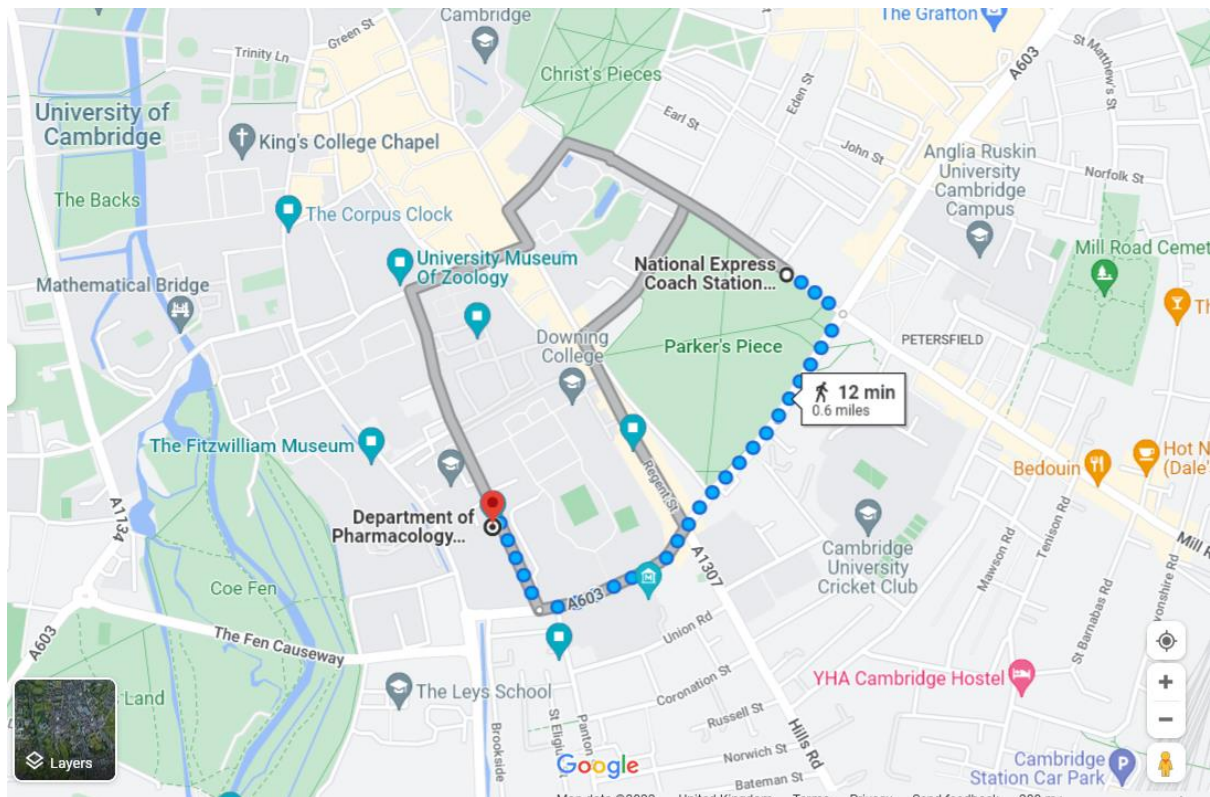 Cambridge
The Grafton
Green St
Trinity Ln
Christ's Pieces
A603
St Matthew's St
Eden St
Earl St
University of
Cambridge
King's College Chapel
John St
Anglia Ruskin
University
Cambridge
Campus
Norfolk St
The Backs
The Corpus Clock
Mill Road Cemet
University Museum
Of Zoology
National Express
Coach Station...
Mathematical Bridge
Th
Downing
College
Parker's Piece
PETERSFIELD
12 min
0.6 miles
The Fitzwilliam Museum
Regent St
Bedouin
Hot N
(Dale'
A1134
Department of
Pharmacology...
Mill R
A1307
Cambridge
University
Cricket Club
Mawson Rd
Tenison Rd
Coe Fen
A603
Union Rd
St Barnabas Rd
evonshire Rd
A603
The Fen Causeway
The Leys School
Coronation St
YHA Cambridge Hostel
Land
Russell St
Brookside
St Eligiu
Panton
Hills Rd
Norwich St
Layers
Google
Bateman St
Cambridge
Station Car Park
P